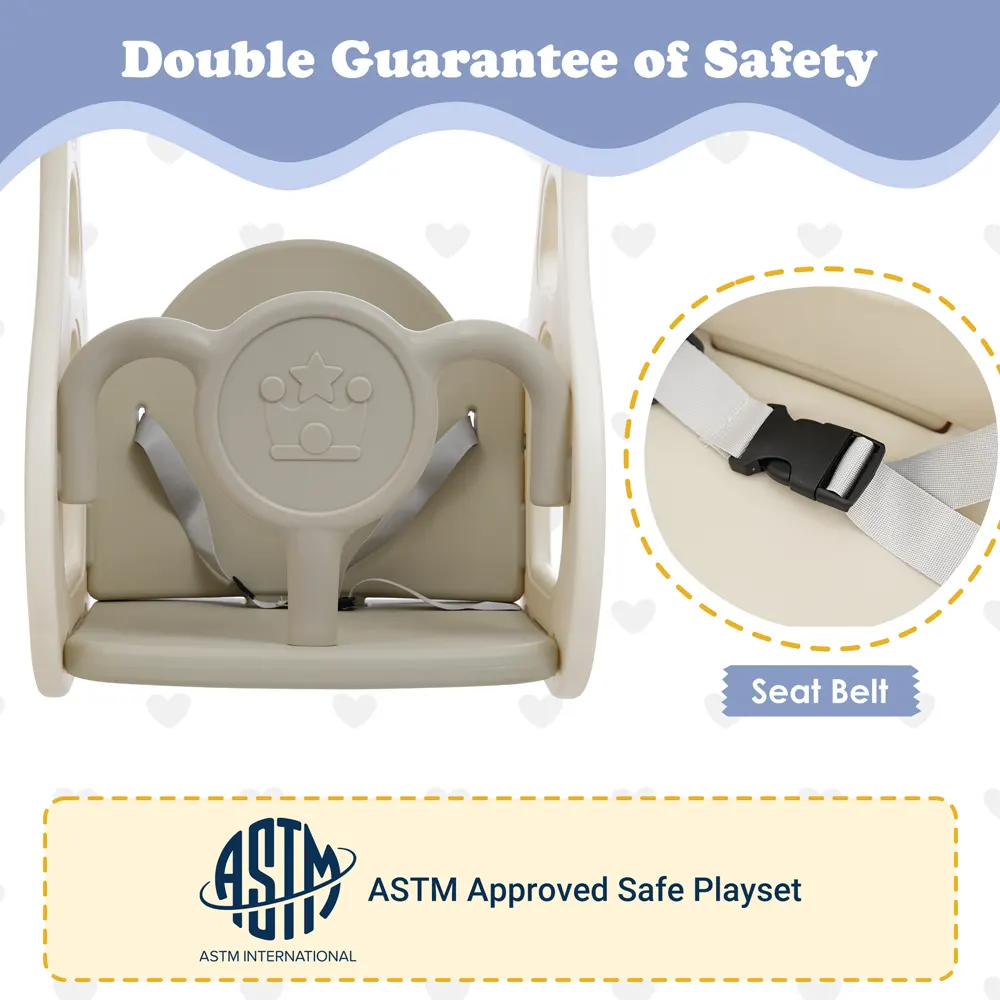 Double Guarantee of Safety
Seat Belt
ASTM
ASTM Approved Safe Playset
ASTM INTERNATIONAL